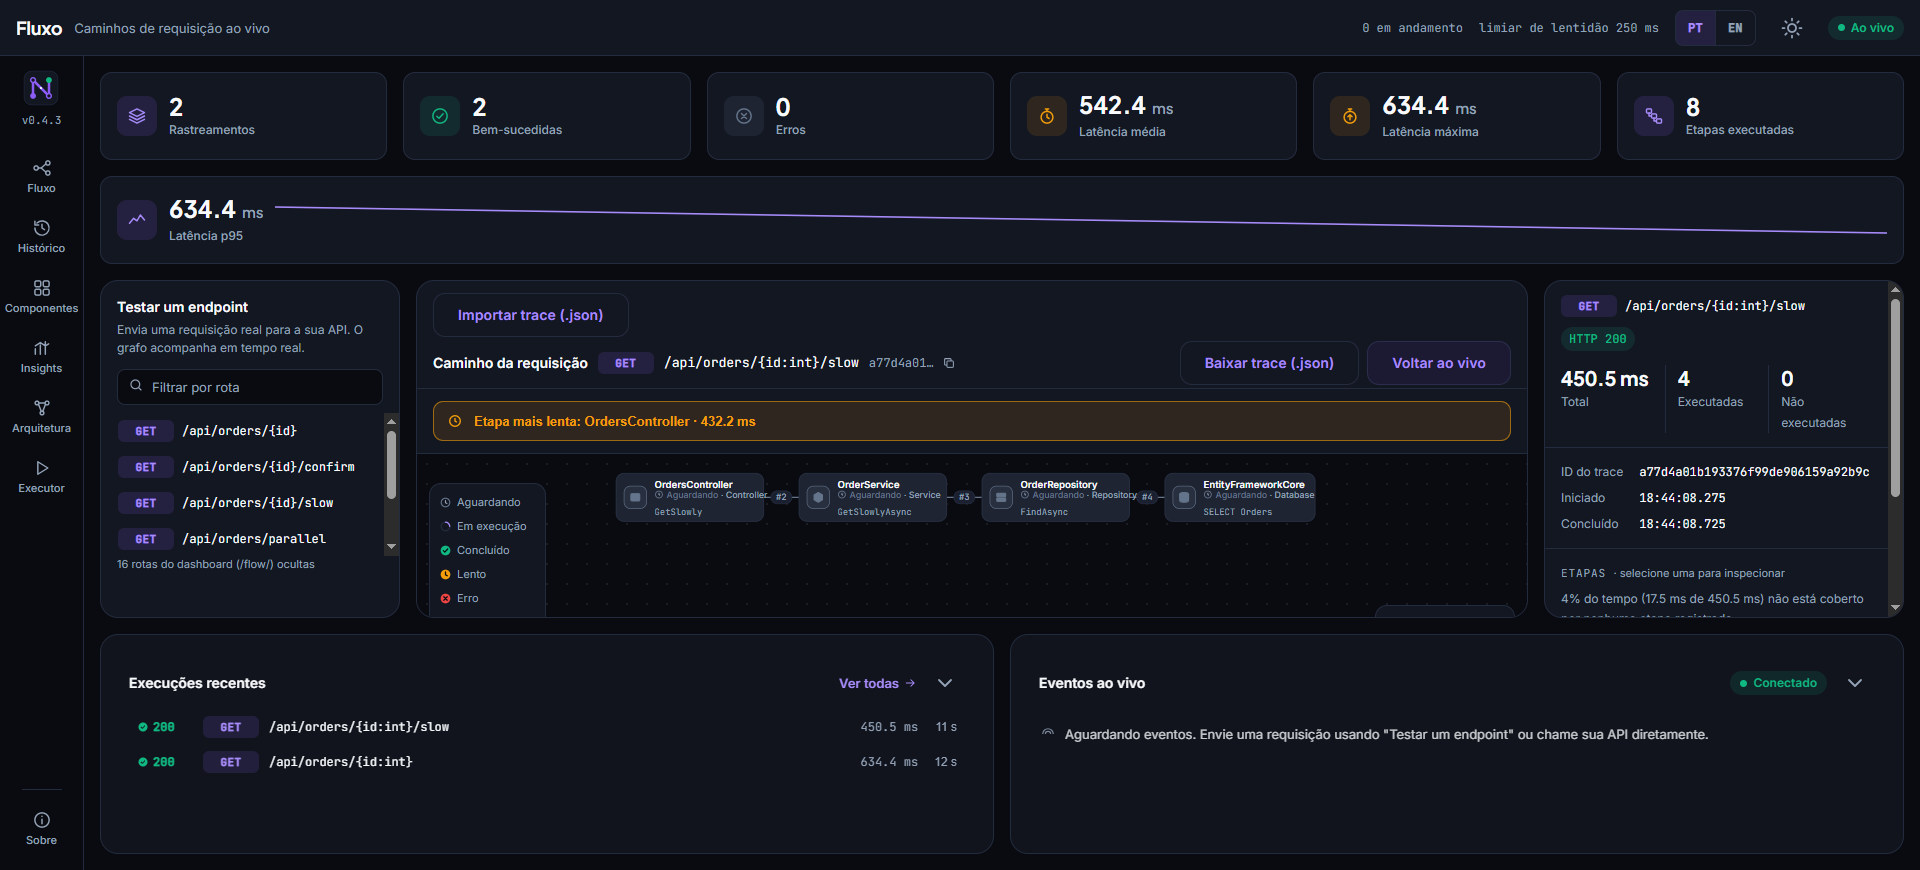 Fluxo Caminhos de requisição ao vivo
0 em andamento limiar de lentidão 250 ms PT EN Ao vivo
v0.4.3
Fluxo
Histórico
Componentes
Insights
Arquitetura
Executor
Sobre
2
Rastreamentos
2
Bem-sucedidas
0
Erros
542.4 ms
Latência média
634.4 ms
Latência máxima
8
Etapas executadas
634.4 ms
Latência p95
Testar um endpoint
Envia uma requisição real para a sua API. O
grafo acompanha em tempo real.
Filtrar por rota
GET /api/orders/{id}
GET /api/orders/{id}/confirm
GET /api/orders/{id}/slow
GET /api/orders/parallel
16 rotas do dashboard (/flow/) ocultas
Importar trace (.json)
Caminho da requisição GET /api/orders/{id:int}/slow a77d4a01…
Baixar trace (.json)
Voltar ao vivo
Etapa mais lenta: OrdersController · 432.2 ms
Aguardando
Em execução
Concluído
Lento
Erro
OrdersController
Aguardando · Controller
GetSlowly
#2
OrderService
Aguardando · Service
GetSlowlyAsync
#3
OrderRepository
Aguardando · Repository
FindAsync
#4
EntityFrameworkCore
Aguardando · Database
SELECT Orders
GET /api/orders/{id:int}/slow
HTTP 200
450.5 ms
Total
4
Executadas
0
Não
executadas
ID do trace a77d4a01b193376f99de906159a92b9c
Iniciado 18:44:08.275
Concluído 18:44:08.725
ETAPAS · selecione uma para inspecionar
4% do tempo (17.5 ms de 450.5 ms) não está coberto
Execuções recentes
Ver todas →
200 GET /api/orders/{id:int}/slow 450.5 ms 11 s
200 GET /api/orders/{id:int} 634.4 ms 12 s
Eventos ao vivo
Conectado
Aguardando eventos. Envie uma requisição usando "Testar um endpoint" ou chame sua API diretamente.